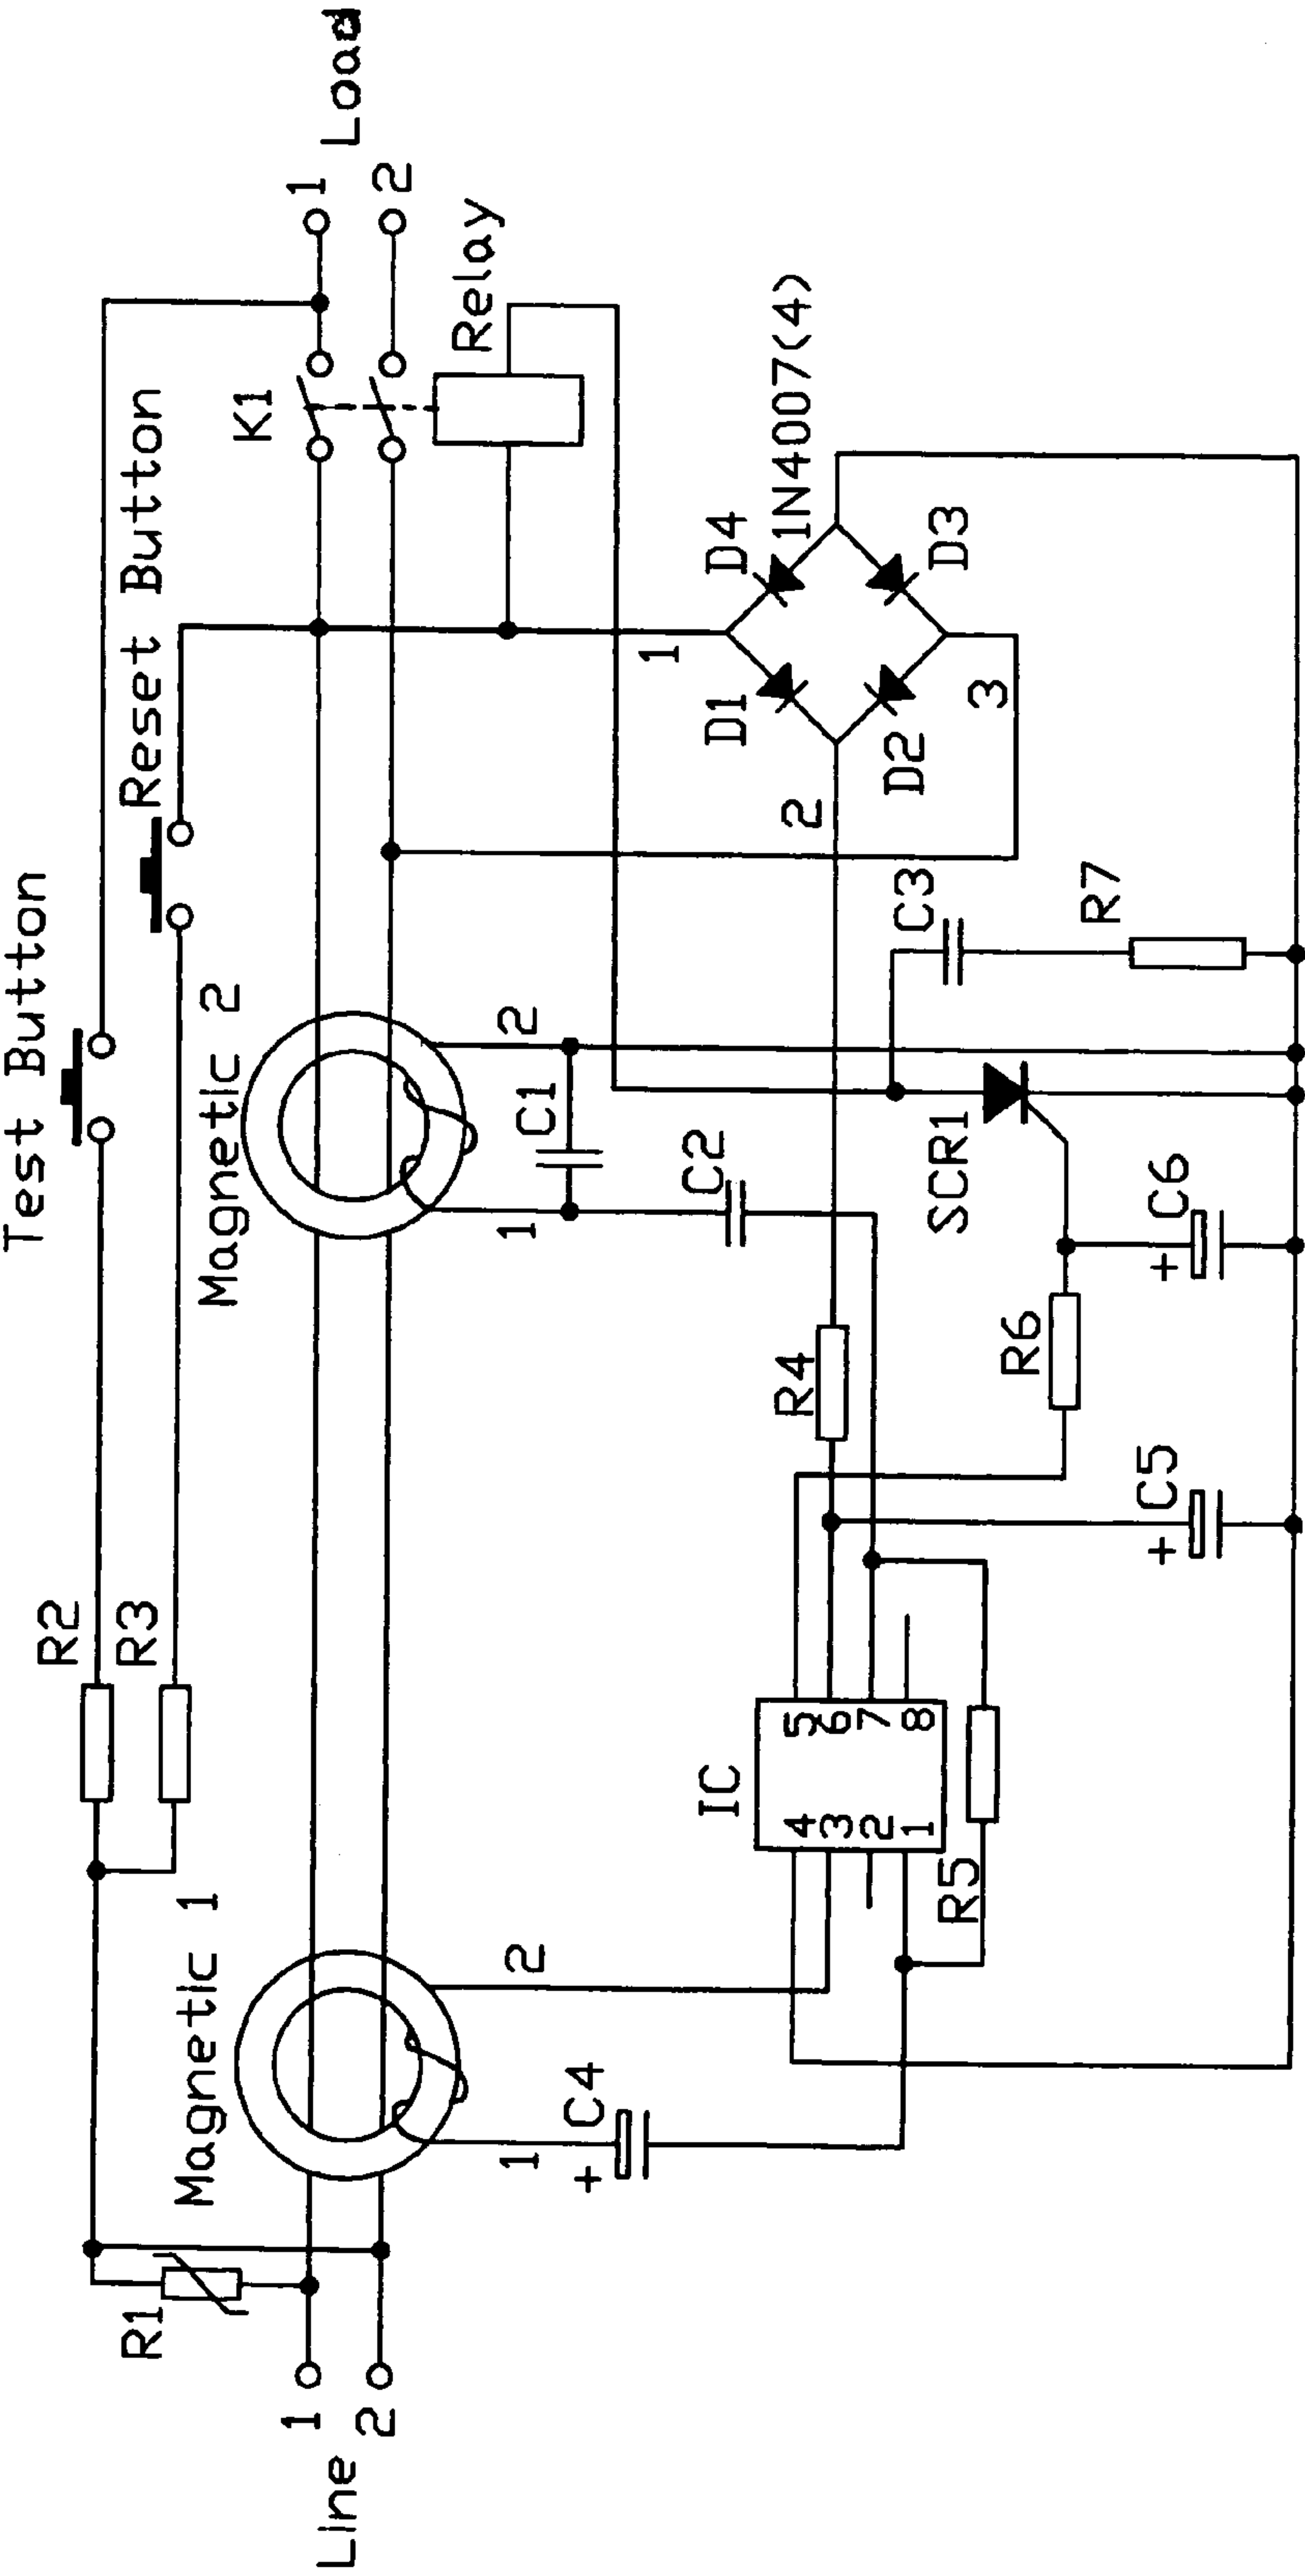 Test Button
Reset Button
R2
R3
R1
Magnetic 1
Magnetic 2
K1
1
2
Load
Line
1
2
Relay
1
2
C4
+
1
2
C1
C2
IC
4
3
2
1
5
6
7
8
R5
R4
R6
C5
+
C6
+
SCR1
C3
R7
1
2
3
D1
D2
D4
D3
1N4007(4)